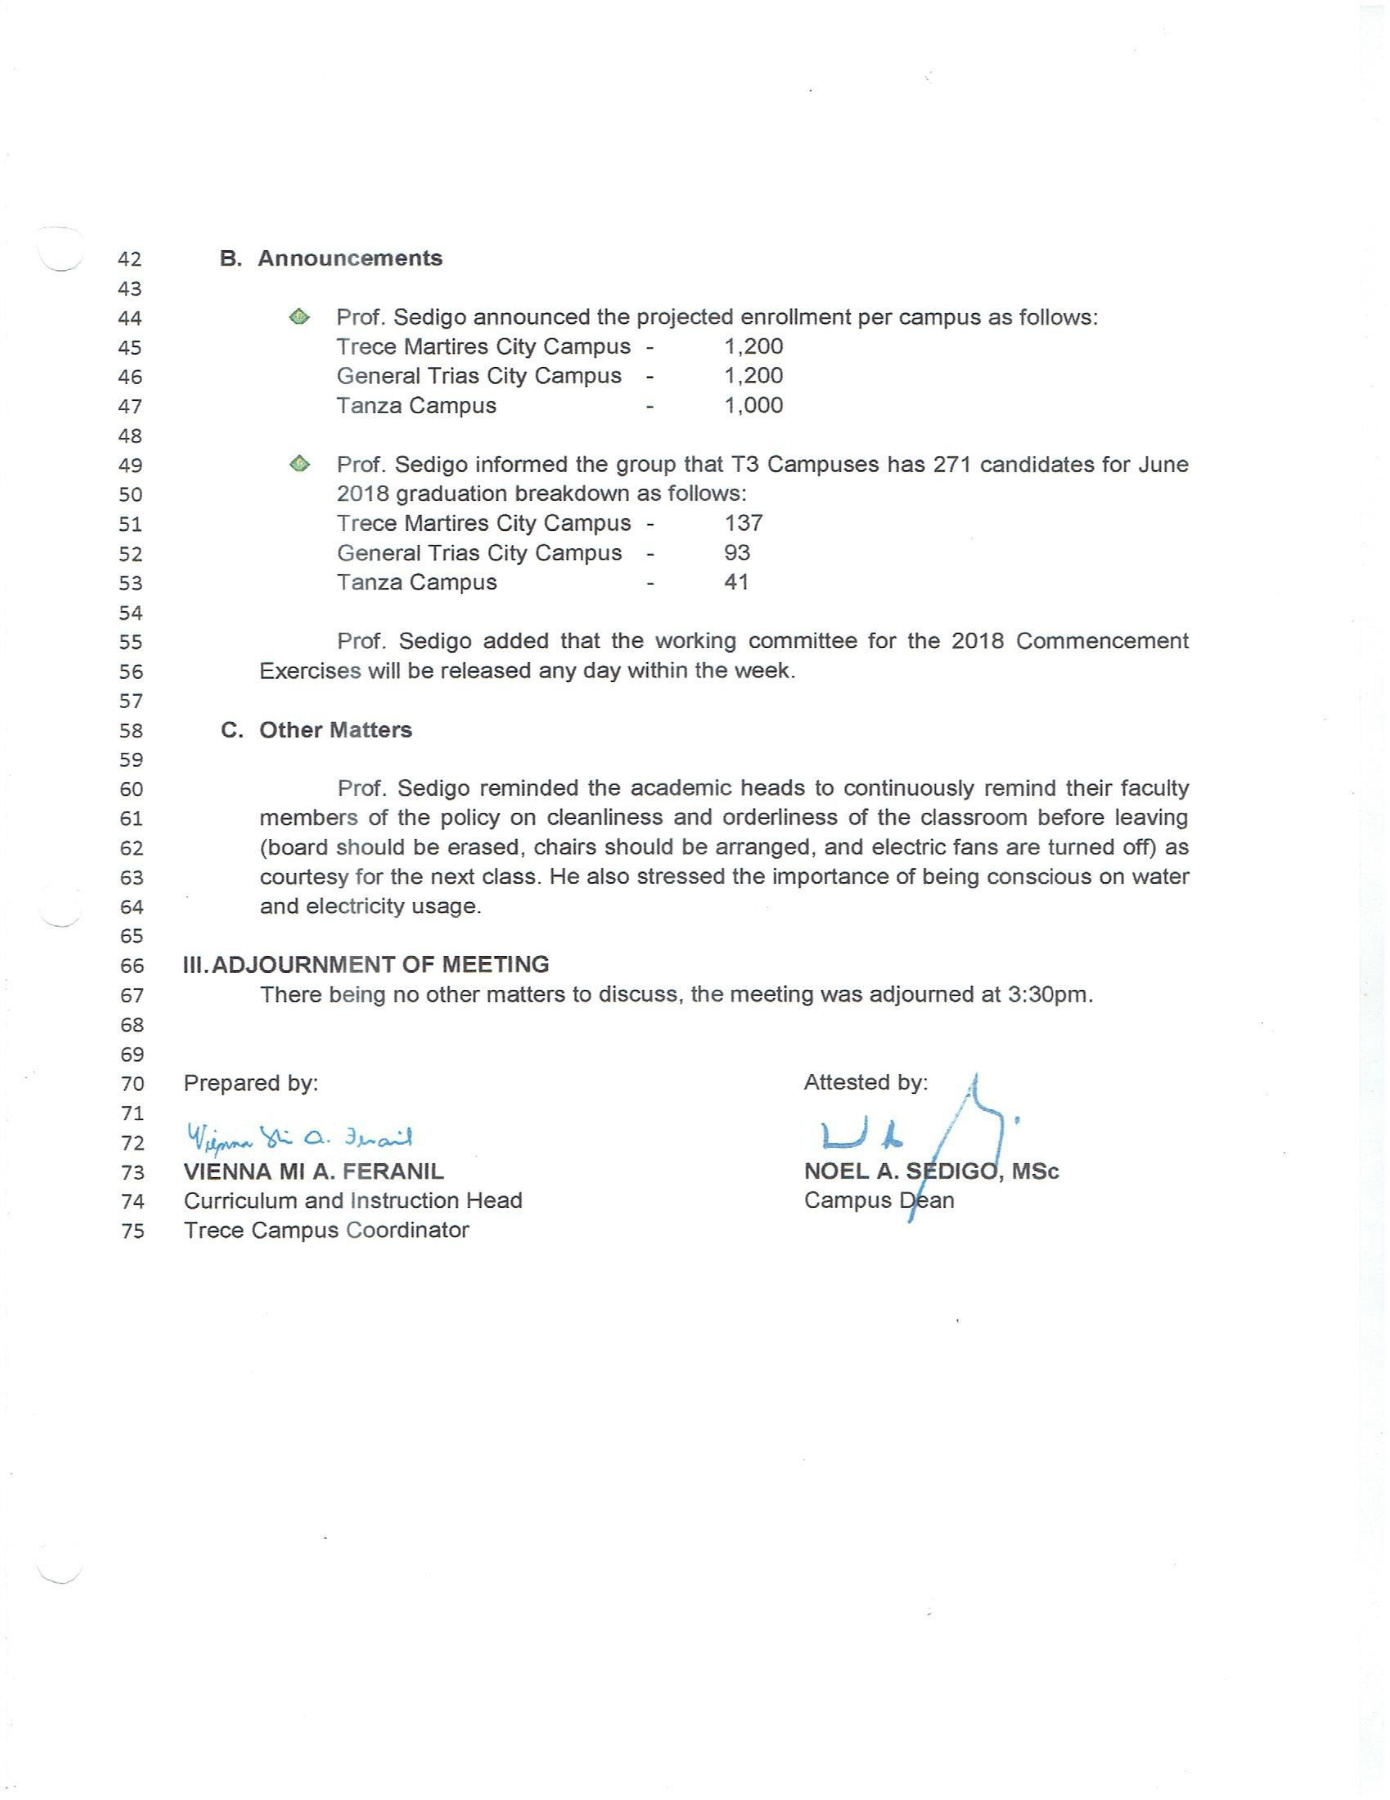 42 B. Announcements
43
44 Prof. Sedigo announced the projected enrollment per campus as follows:
45 Trece Martires City Campus - 1,200
46 General Trias City Campus - 1,200
47 Tanza Campus - 1,000
48
49 Prof. Sedigo informed the group that T3 Campuses has 271 candidates for June
50 2018 graduation breakdown as follows:
51 Trece Martires City Campus - 137
52 General Trias City Campus - 93
53 Tanza Campus - 41
54
55 Prof. Sedigo added that the working committee for the 2018 Commencement
56 Exercises will be released any day within the week.
57
58 C. Other Matters
59
60 Prof. Sedigo reminded the academic heads to continuously remind their faculty
61 members of the policy on cleanliness and orderliness of the classroom before leaving
62 (board should be erased, chairs should be arranged, and electric fans are turned off) as
63 courtesy for the next class. He also stressed the importance of being conscious on water
64 and electricity usage.
65
66 III.ADJOURNMENT OF MEETING
67 There being no other matters to discuss, the meeting was adjourned at 3:30pm.
68
69
70 Prepared by: Attested by:
71
72
73 VIENNA MI A. FERANIL NOEL A. SEDIGO, MSc
74 Curriculum and Instruction Head Campus Dean
75 Trece Campus Coordinator